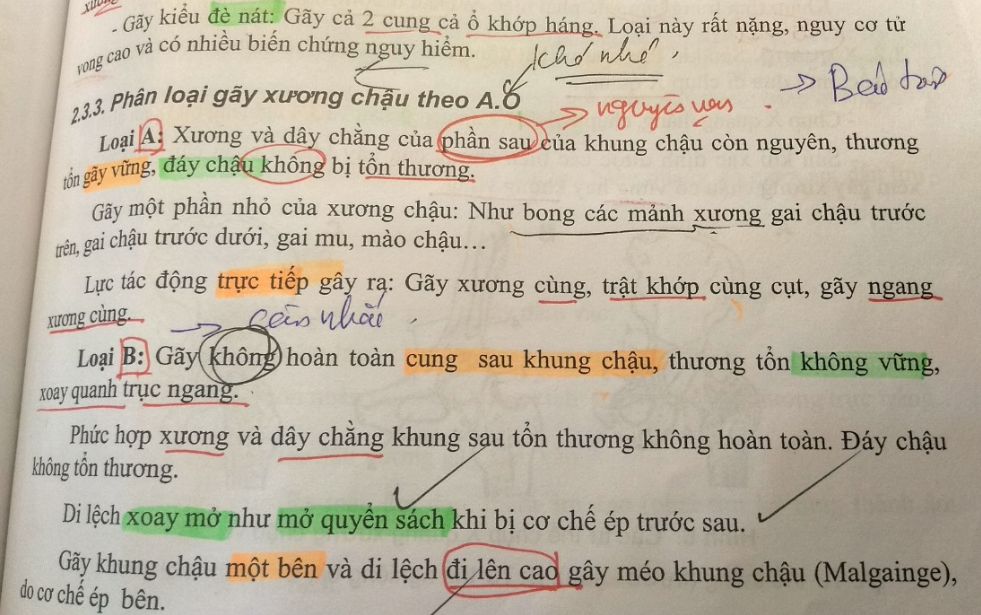 - Gãy kiểu đè nát: Gãy cả 2 cung cả ổ khớp háng. Loại này rất nặng, nguy cơ tử
vong cao và có nhiều biến chứng nguy hiểm.
khó nhớ
2.3.3. Phân loại gãy xương chậu theo A.O
nguyên vẹn
Loại A: Xương và dây chằng của phần sau của khung chậu còn nguyên, thương
tổn gãy vững, đáy chậu không bị tổn thương.
Gãy một phần nhỏ của xương chậu: Như bong các mảnh xương gai chậu trước
trên, gai chậu trước dưới, gai mu, mào chậu...
Lực tác động trực tiếp gây ra: Gãy xương cùng, trật khớp cùng cụt, gãy ngang
xương cùng.
Loại B: Gãy không hoàn toàn cung sau khung chậu, thương tổn không vững,
xoay quanh trục ngang.
Phức hợp xương và dây chằng khung sau tổn thương không hoàn toàn. Đáy chậu
không tổn thương.
Di lệch xoay mở như mở quyển sách khi bị cơ chế ép trước sau.
Gãy khung chậu một bên và di lệch đi lên cao gây méo khung chậu (Malgainge),
do cơ chế ép bên.